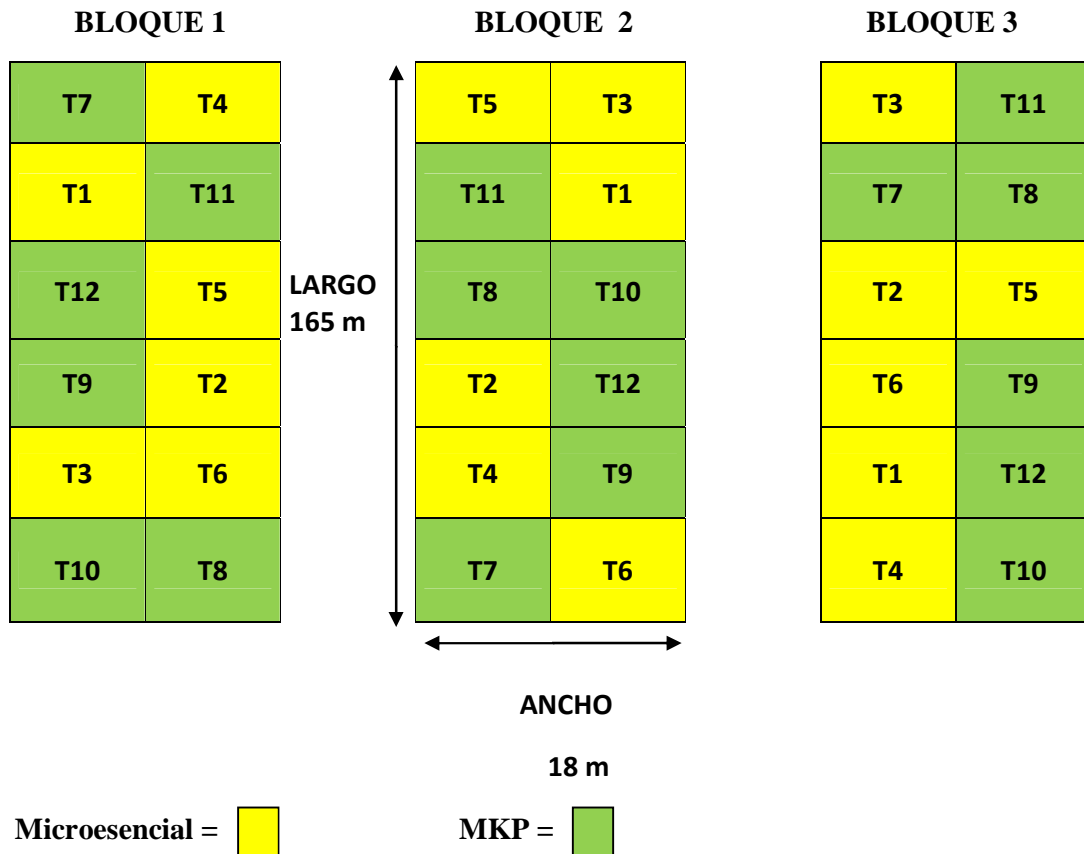 BLOQUE 1 BLOQUE 2 BLOQUE 3
T7 T4 T5 T3 T3 T11
T1 T11 T11 T1 T7 T8
T12 T5 LARGO 165 m T8 T10 T2 T5
T9 T2 T2 T12 T6 T9
T3 T6 T4 T9 T1 T12
T10 T8 T7 T6 T4 T10
ANCHO
18 m
Microesencial = MKP =